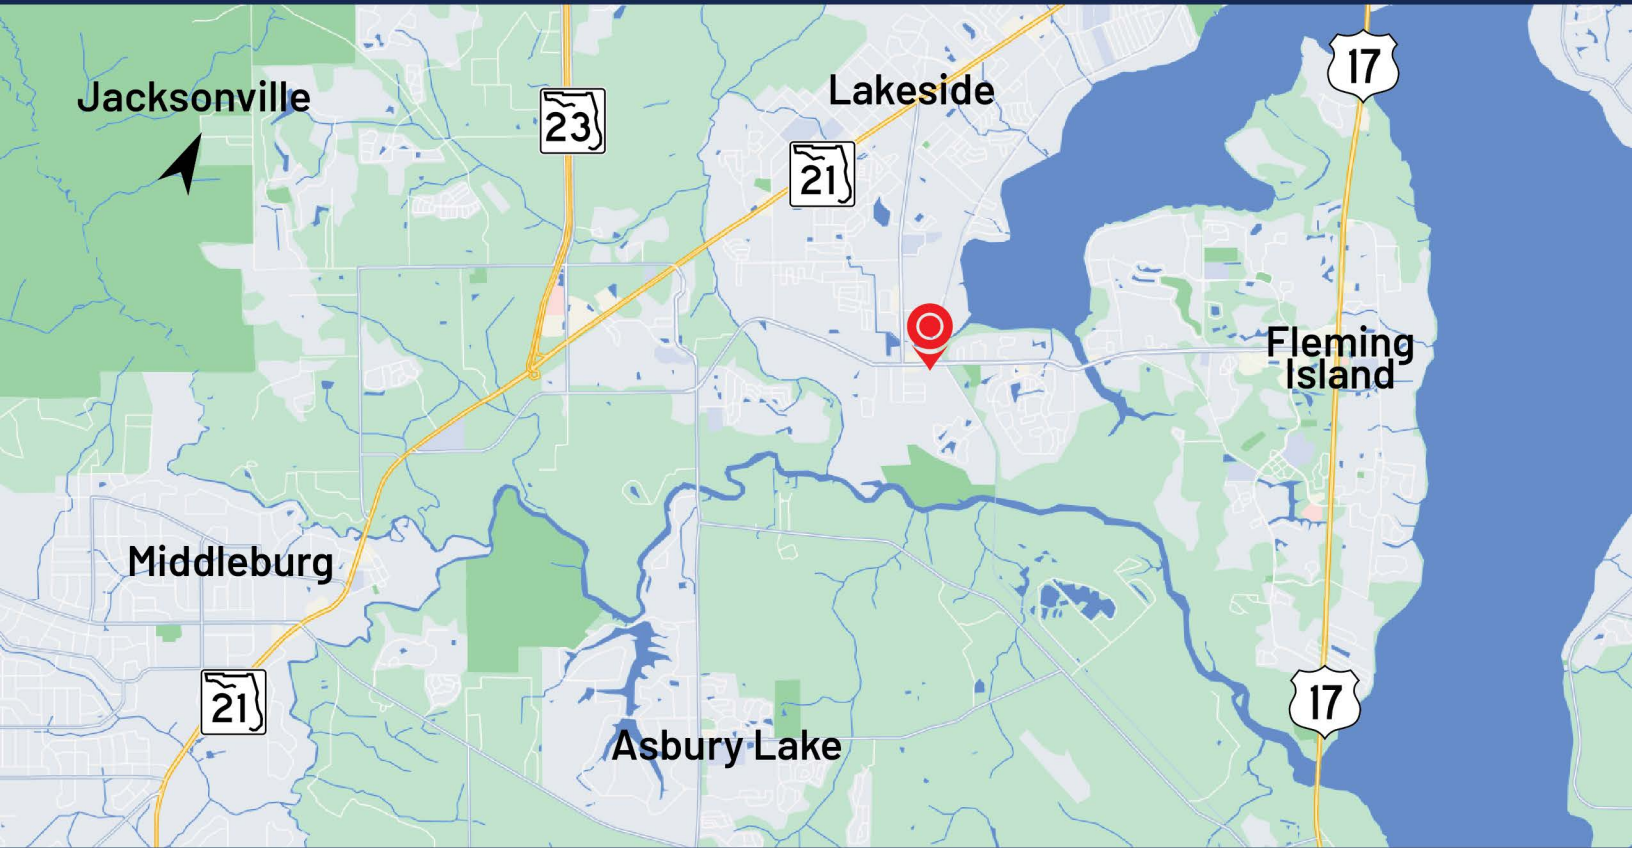 17
Jacksonville
Lakeside
23
21
Fleming
Island
Middleburg
21
17
Asbury Lake